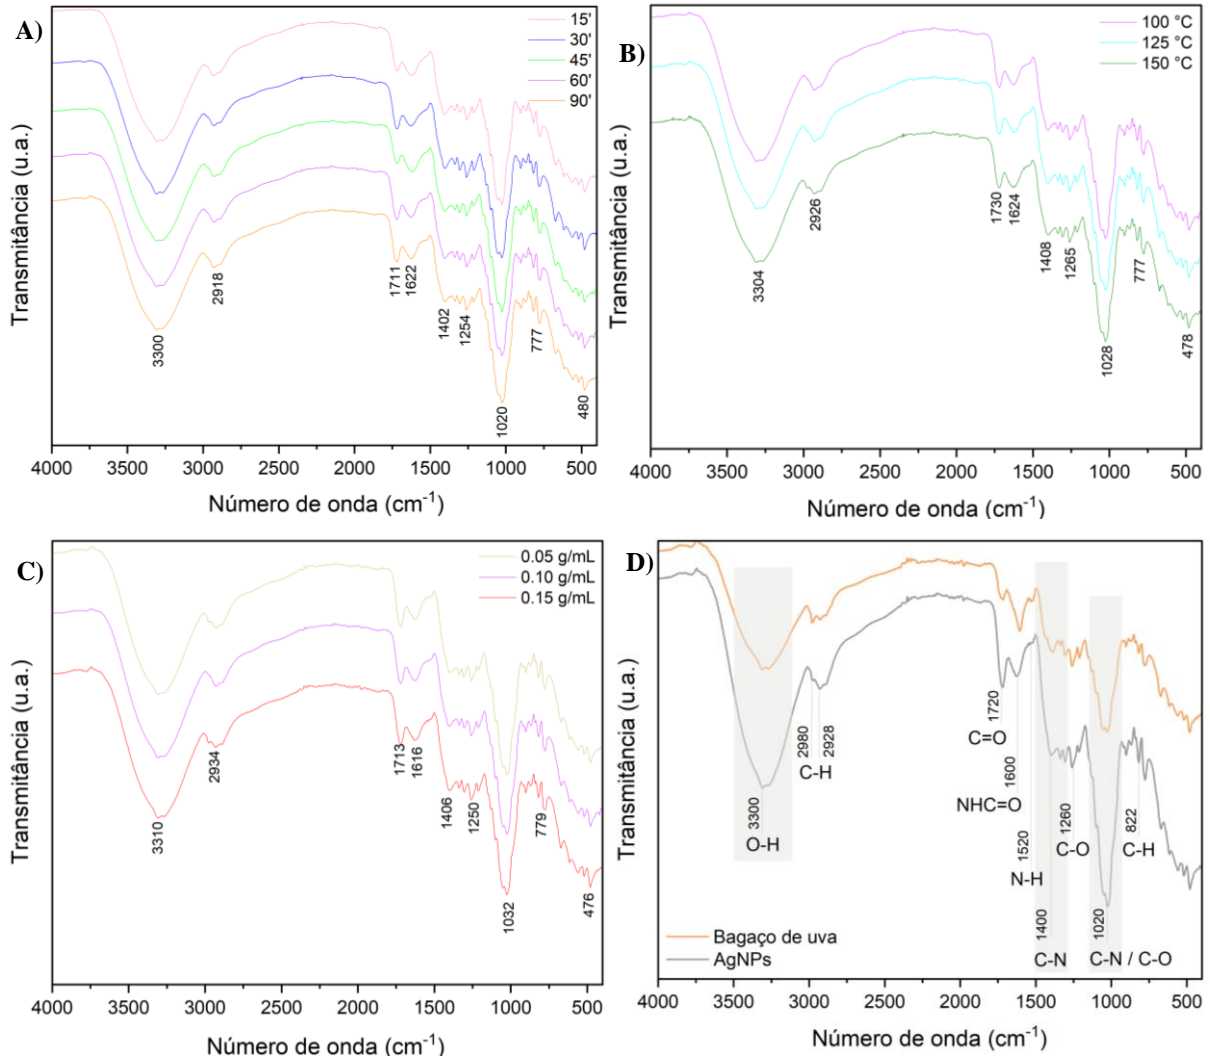 A)
15'
30'
45'
60'
90'
Transmitância (u.a.)
3300
2918
1711
1622
1402
1254
1020
777
480
4000 3500 3000 2500 2000 1500 1000 500
Número de onda (cm⁻¹)
B)
100 °C
125 °C
150 °C
Transmitância (u.a.)
3304
2926
1730
1624
1408
1265
1028
777
478
4000 3500 3000 2500 2000 1500 1000 500
Número de onda (cm⁻¹)
C)
0.05 g/mL
0.10 g/mL
0.15 g/mL
Transmitância (u.a.)
3310
2934
1713
1616
1406
1250
1032
779
476
4000 3500 3000 2500 2000 1500 1000 500
Número de onda (cm⁻¹)
D)
Transmitância (u.a.)
3300
O-H
2980
2928
C-H
1720
C=O
1600
NHC=O
1520
N-H
1400
C-N
1260
C-O
1020
C-N / C-O
822
C-H
Bagaço de uva
AgNPs
4000 3500 3000 2500 2000 1500 1000 500
Número de onda (cm⁻¹)